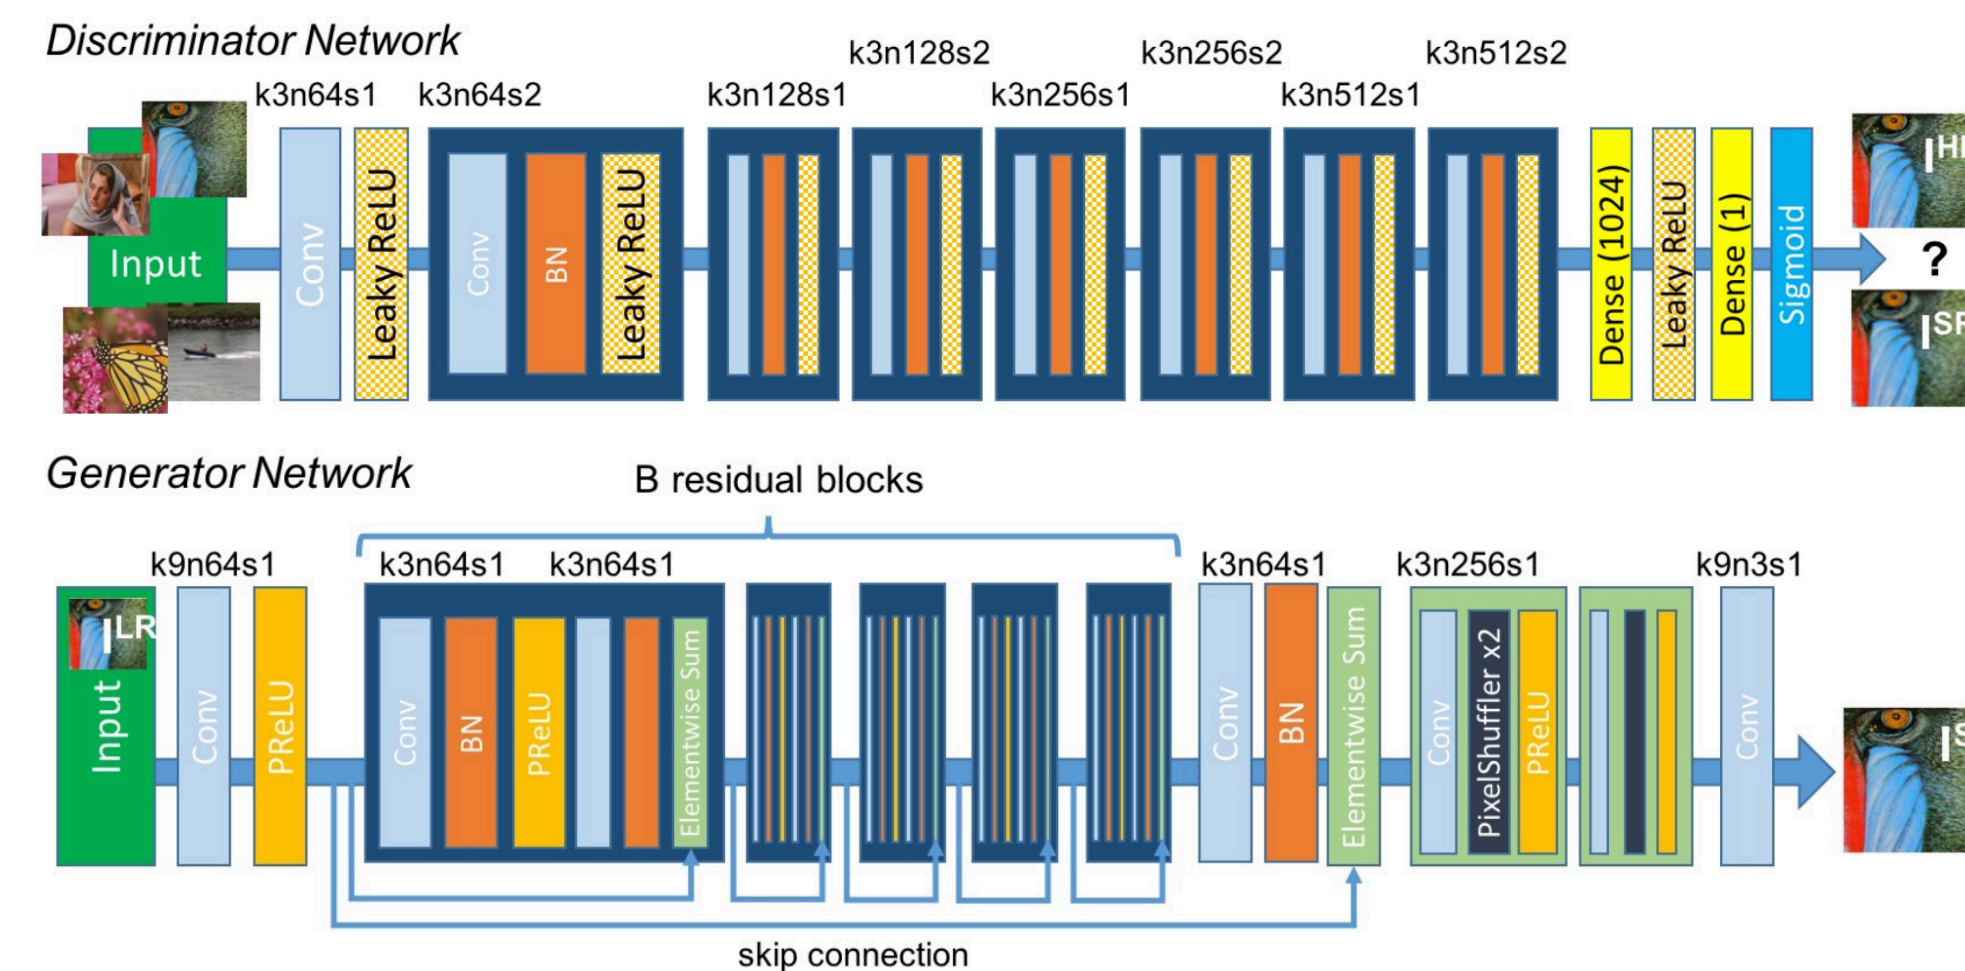 Discriminator Network
k3n128s2
k3n256s2
k3n512s2
k3n64s1
k3n64s2
k3n128s1
k3n256s1
k3n512s1
Input
Conv
Leaky ReLU
Conv
BN
Leaky ReLU
Dense (1024)
Leaky ReLU
Dense (1)
Sigmoid
I
?
I
Generator Network
B residual blocks
k9n64s1
k3n64s1
k3n64s1
k3n64s1
k3n256s1
k9n3s1
I LR
Input
Conv
PReLU
Conv
BN
PReLU
Elementwise Sum
Conv
BN
Elementwise Sum
Conv
PixelShuffler x2
PReLU
Conv
I
skip connection